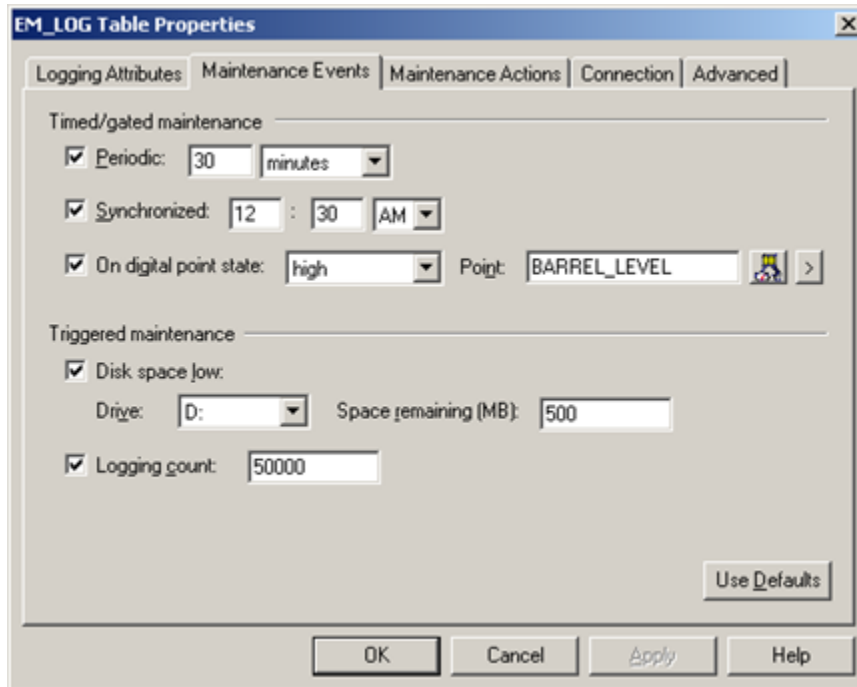 EM_LOG Table Properties
Logging Attributes Maintenance Events Maintenance Actions Connection Advanced
Timed/gated maintenance
Periodic: 30 minutes
Synchronized: 12 : 30 AM
On digital point state: high Point: BARREL_LEVEL >
Triggered maintenance
Disk space low:
Drive: D: Space remaining (MB): 500
Logging count: 50000
Use Defaults
OK Cancel Apply Help